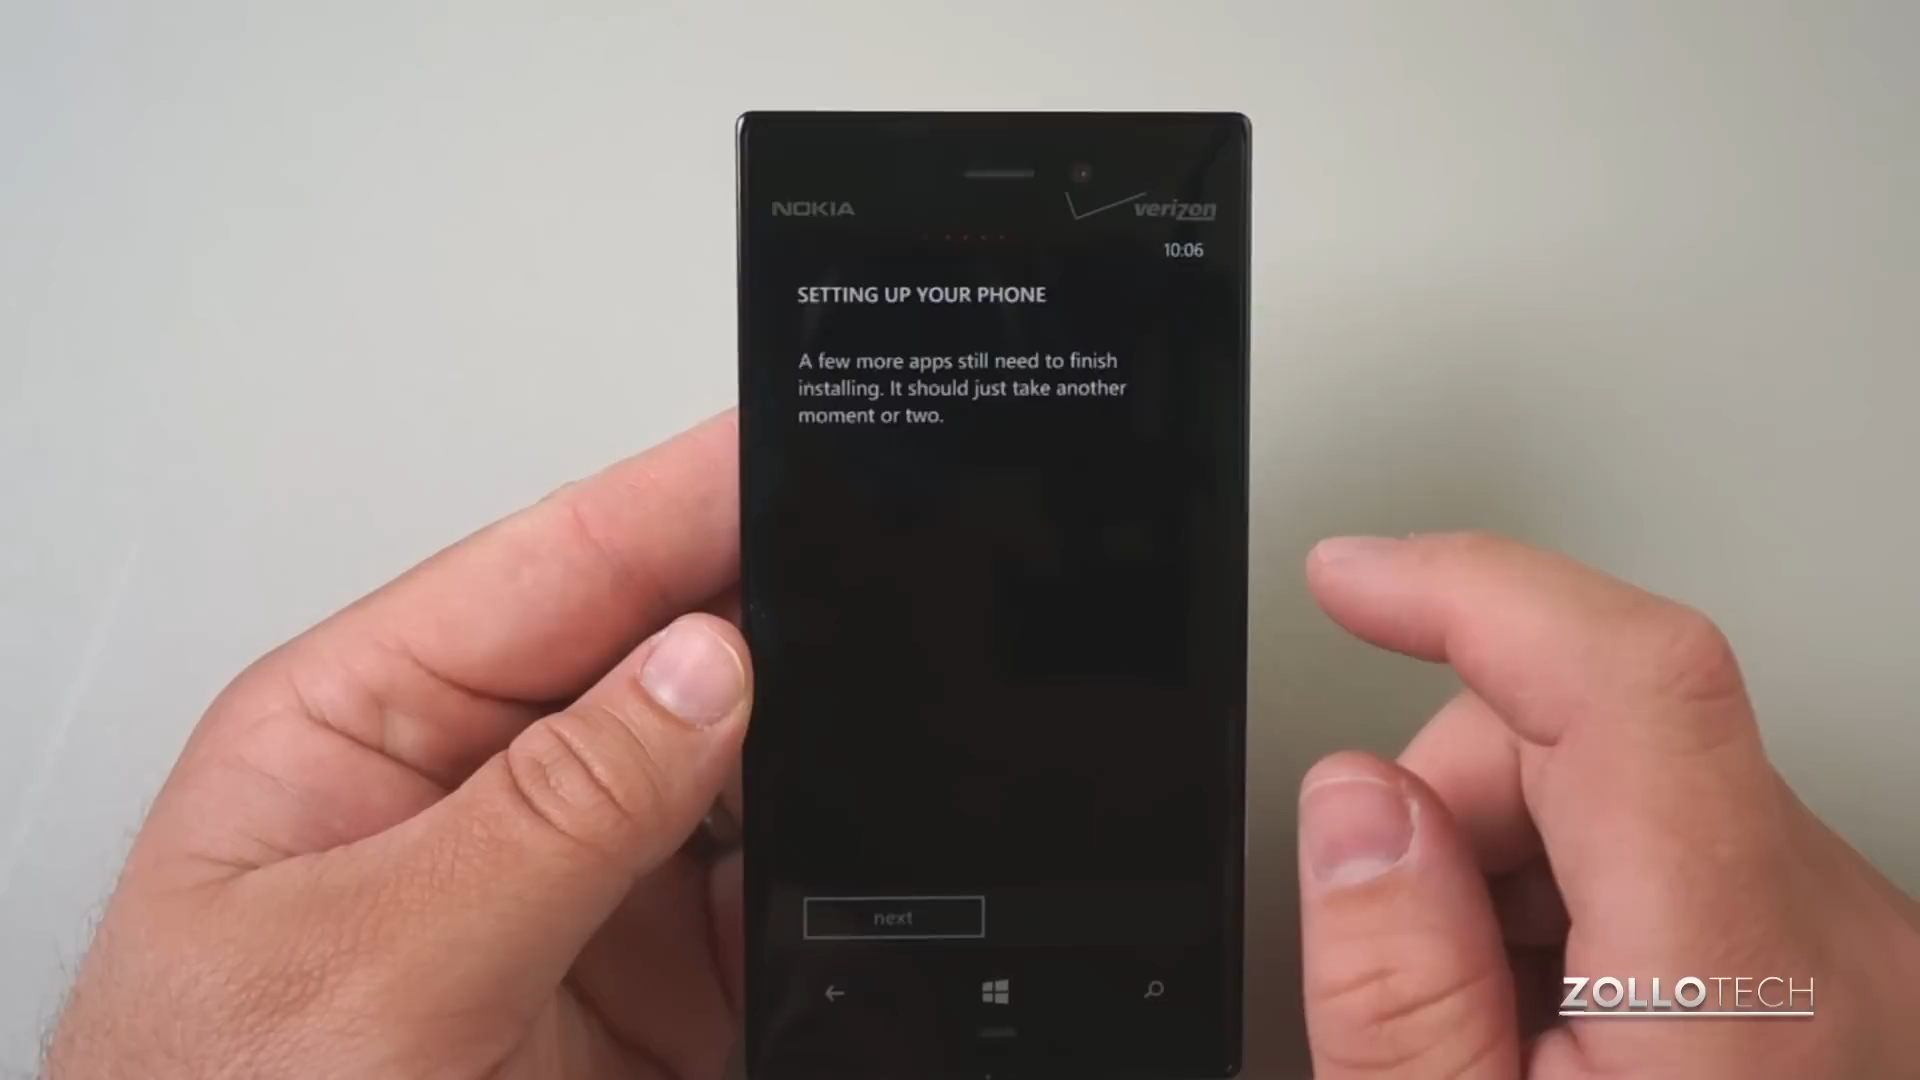 NOKIA
verizon
10:06
SETTING UP YOUR PHONE
A few more apps still need to finish
installing. It should just take another
moment or two.
next
ZOLLOTECH